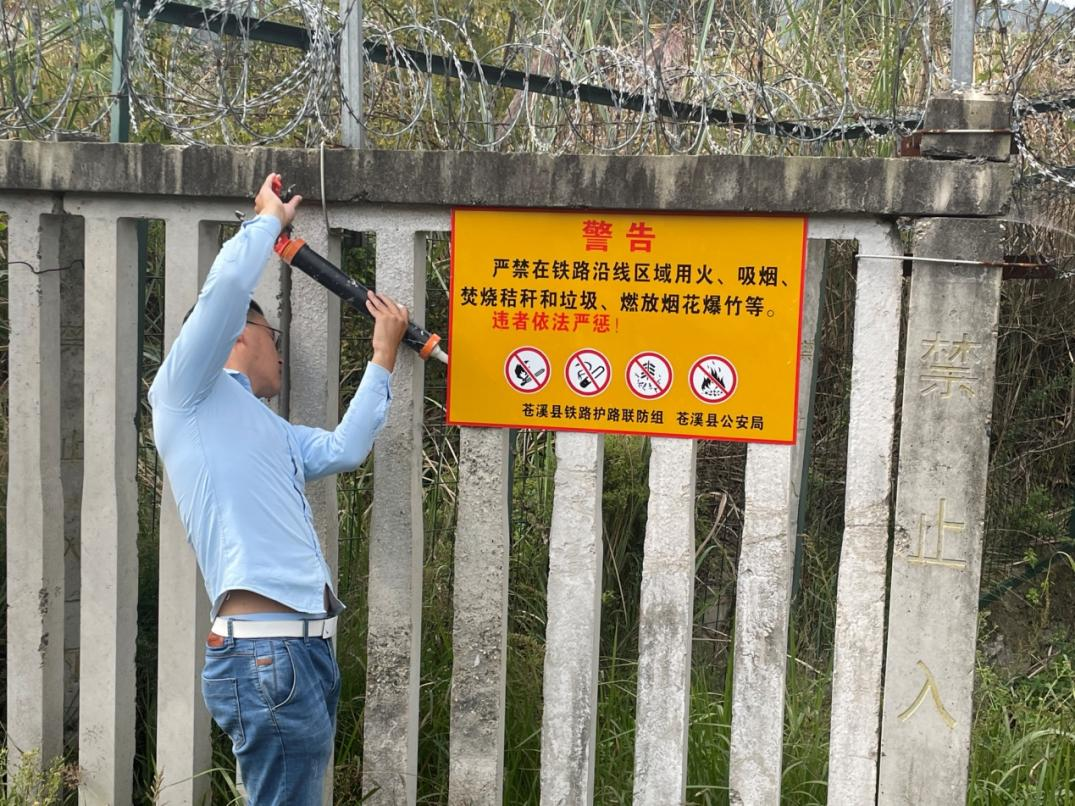 警告
严禁在铁路沿线区域用火、吸烟、
焚烧秸秆和垃圾、燃放烟花爆竹等。
违者依法严惩！
苍溪县铁路护路联防组 苍溪县公安局
禁
止
入